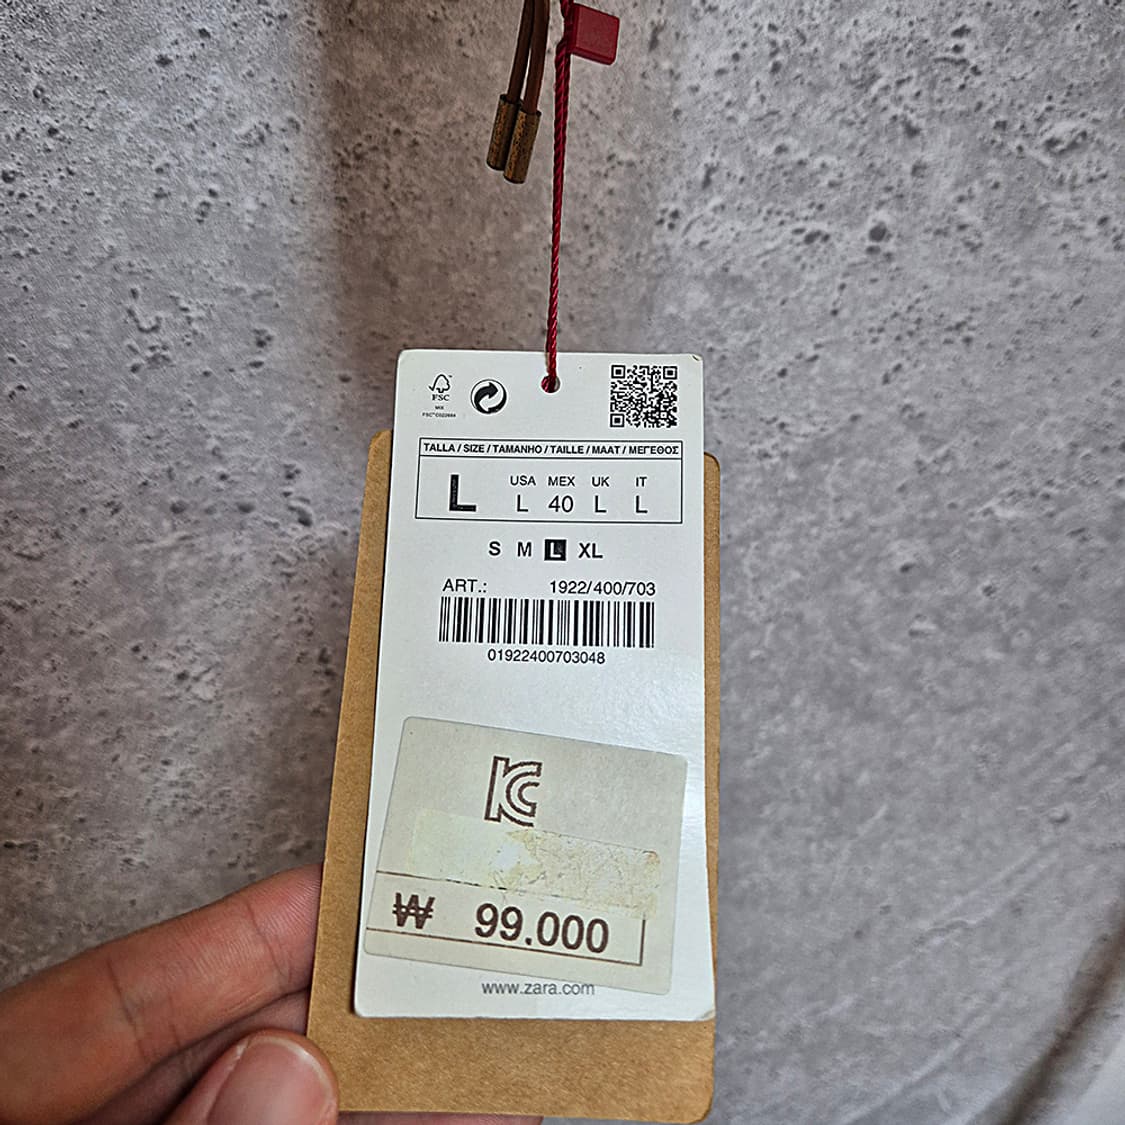 FSC
MIX
TALLA / SIZE / TAMANHO / TAILLE / MAAT / ΜΕΓΕΘΟΣ
L
USA MEX UK IT
L 40 L L
S M L XL
ART.: 1922/400/703
01922400703048
KC
₩ 99.000
www.zara.com